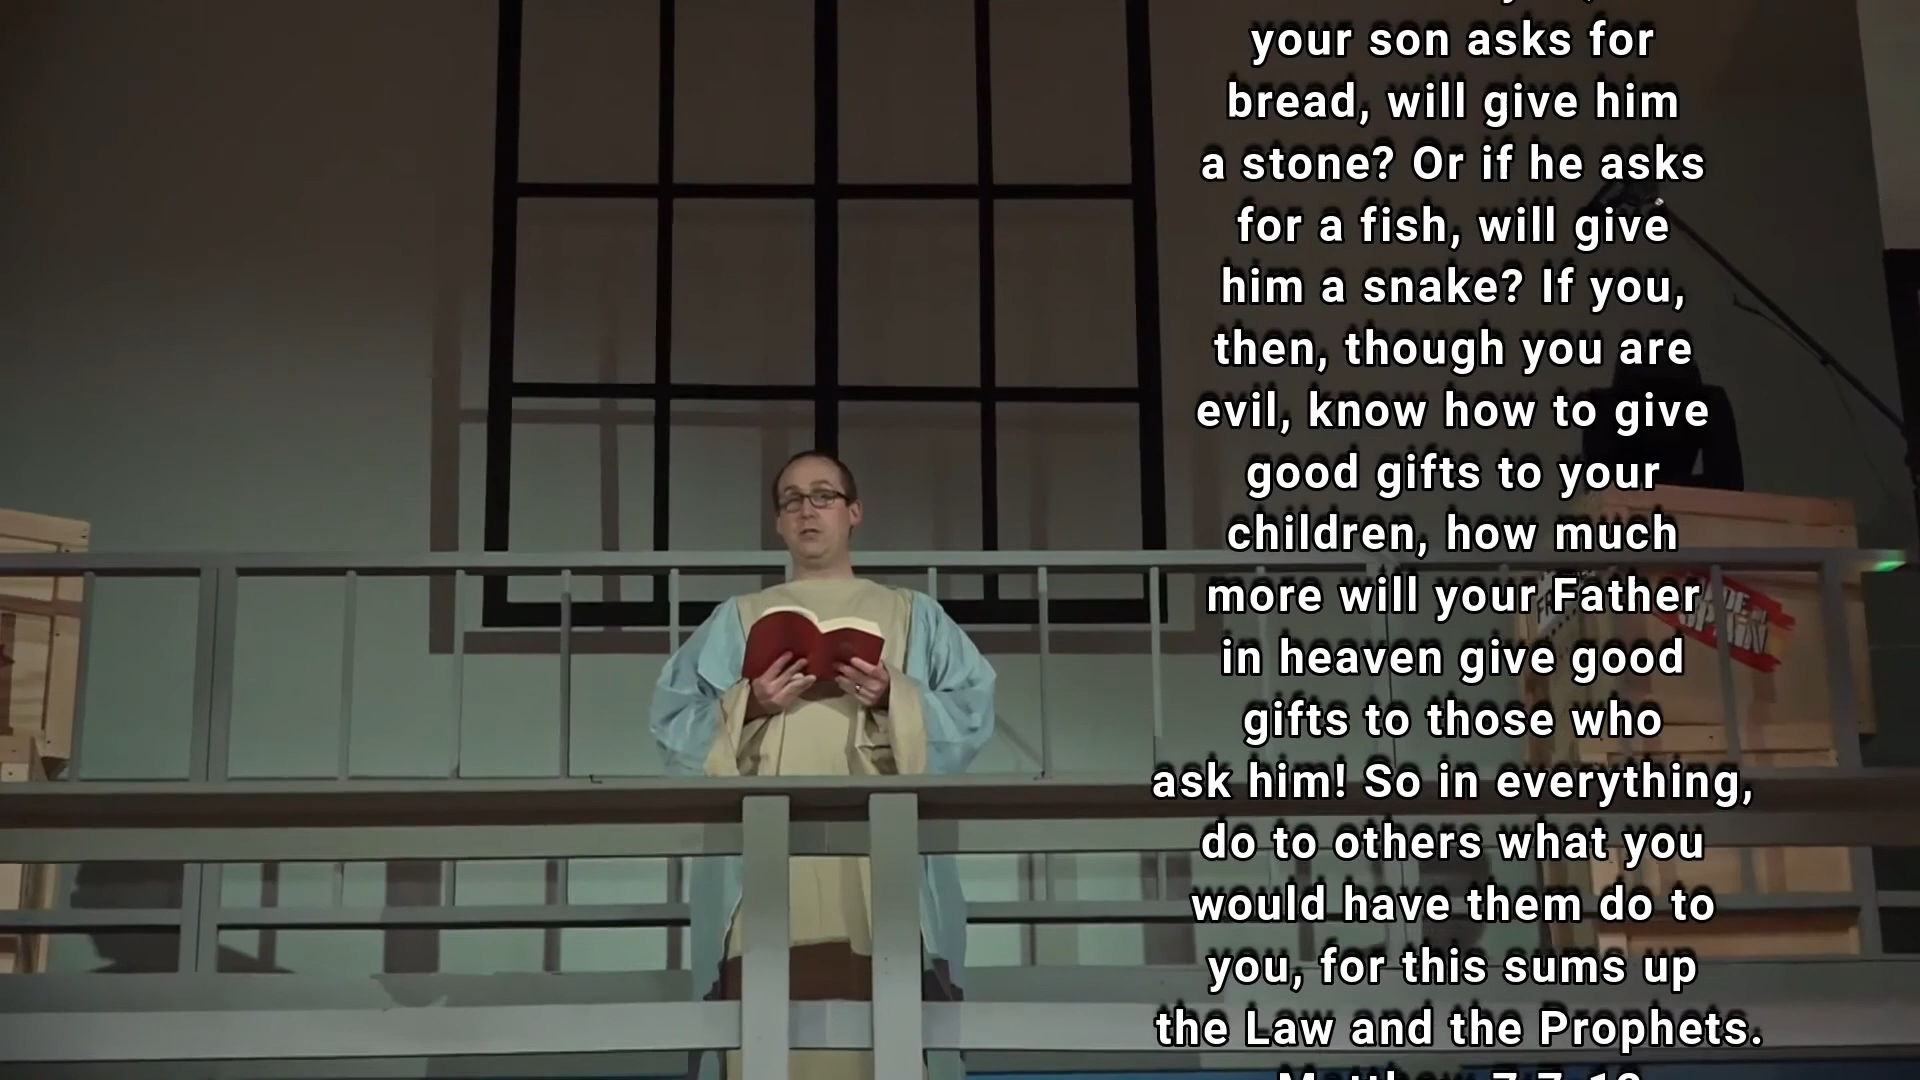 your son asks for
bread, will give him
a stone? Or if he asks
for a fish, will give
him a snake? If you,
then, though you are
evil, know how to give
good gifts to your
children, how much
more will your Father
in heaven give good
gifts to those who
ask him! So in everything,
do to others what you
would have them do to
you, for this sums up
the Law and the Prophets.